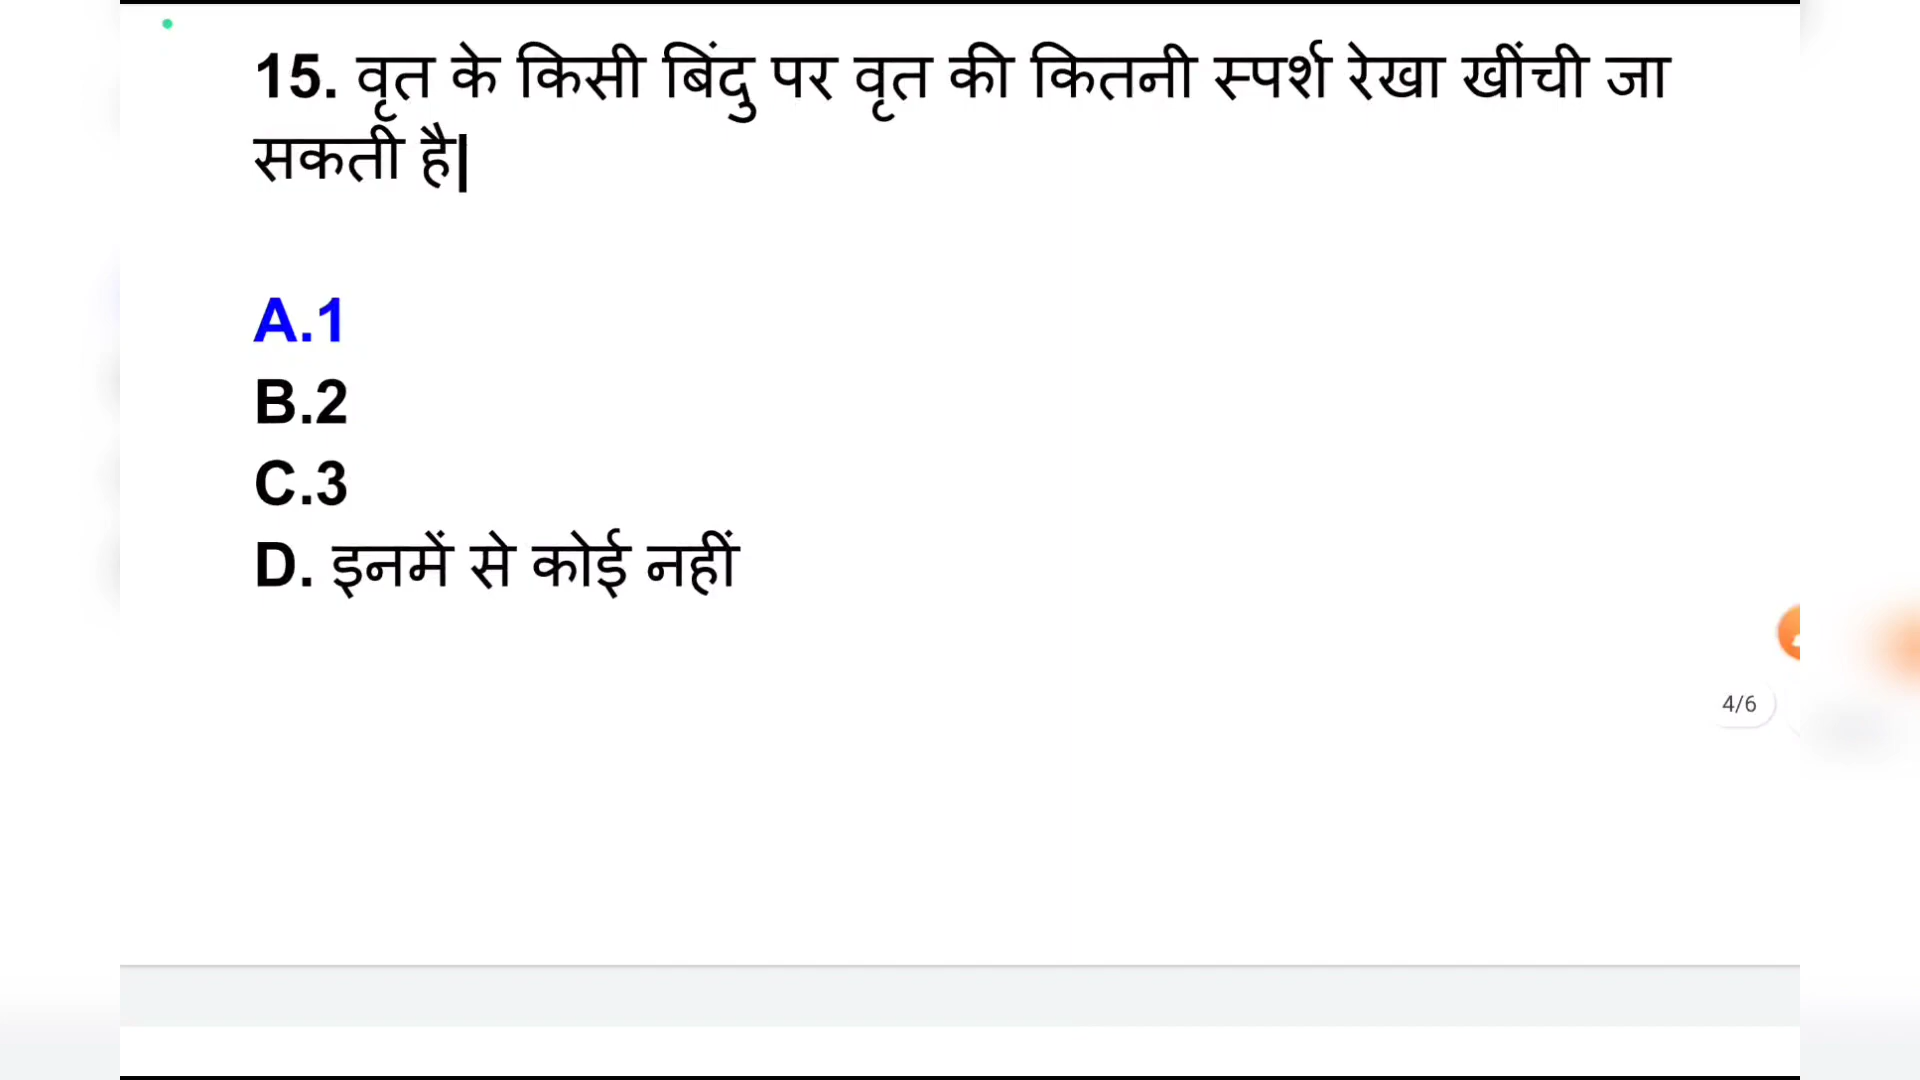 15. वृत के किसी बिंदु पर वृत की कितनी स्पर्श रेखा खींची जा
सकती है|
A.1
B.2
C.3
D. इनमें से कोई नहीं
4/6